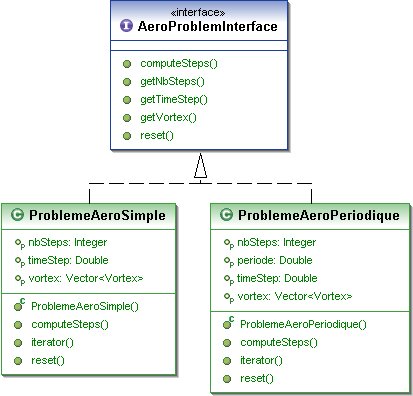 «interface»
I AeroProblemInterface
computeSteps()
getNbSteps()
getTimeStep()
getVortex()
reset()
C ProblemeAeroSimple
P nbSteps: Integer
P timeStep: Double
P vortex: Vector<Vortex>
C ProblemeAeroSimple()
computeSteps()
iterator()
reset()
C ProblemeAeroPeriodique
P nbSteps: Integer
P periode: Double
P timeStep: Double
P vortex: Vector<Vortex>
C ProblemeAeroPeriodique()
computeSteps()
iterator()
reset()